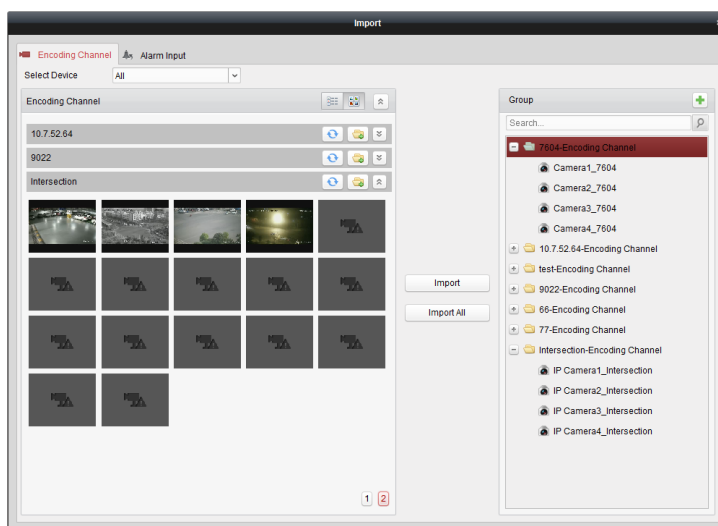 Import
Encoding Channel
Alarm Input
Select Device
All
Encoding Channel
10.7.52.64
9022
Intersection
1
2
Import
Import All
Group
Search...
7604-Encoding Channel
Camera1_7604
Camera2_7604
Camera3_7604
Camera4_7604
10.7.52.64-Encoding Channel
test-Encoding Channel
9022-Encoding Channel
66-Encoding Channel
77-Encoding Channel
Intersection-Encoding Channel
IP Camera1_Intersection
IP Camera2_Intersection
IP Camera3_Intersection
IP Camera4_Intersection